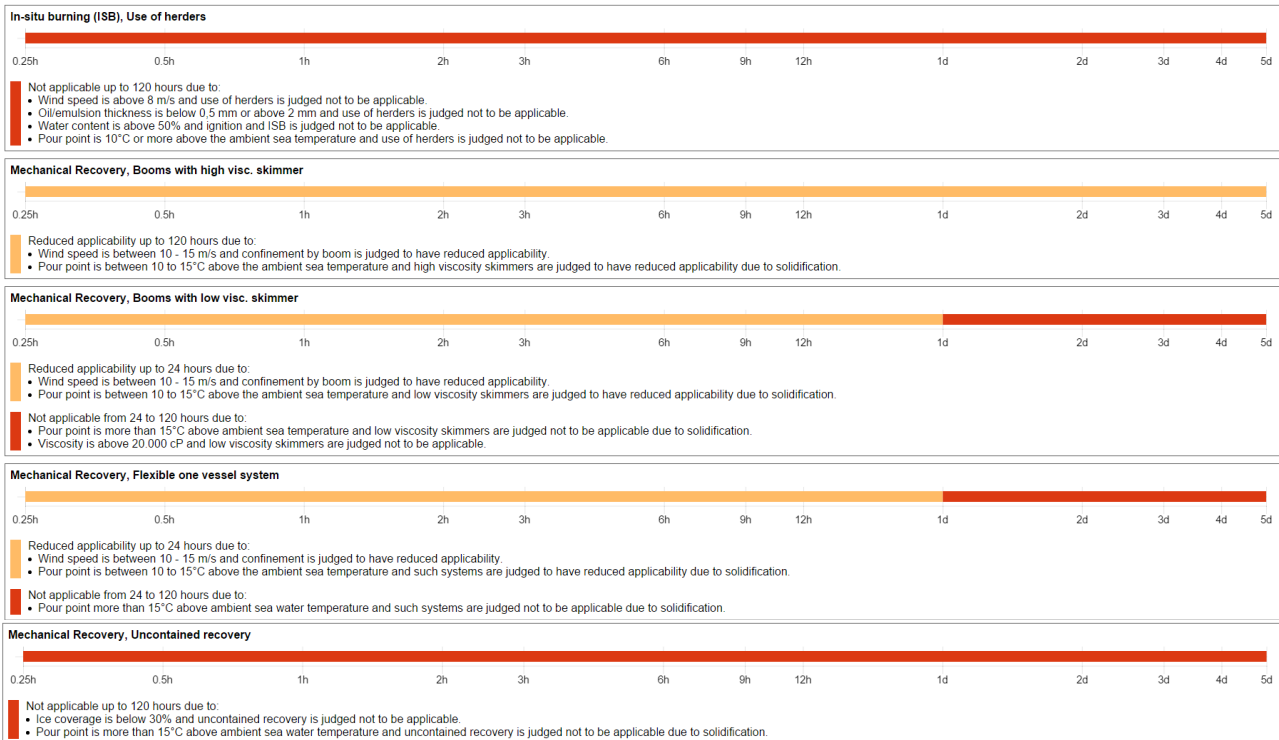 In-situ burning (ISB), Use of herders
0.25h 0.5h 1h 2h 3h 6h 9h 12h 1d 2d 3d 4d 5d
Not applicable up to 120 hours due to:
• Wind speed is above 8 m/s and use of herders is judged not to be applicable.
• Oil/emulsion thickness is below 0,5 mm or above 2 mm and use of herders is judged not to be applicable.
• Water content is above 50% and ignition and ISB is judged not to be applicable.
• Pour point is 10°C or more above the ambient sea temperature and use of herders is judged not to be applicable.
Mechanical Recovery, Booms with high visc. skimmer
0.25h 0.5h 1h 2h 3h 6h 9h 12h 1d 2d 3d 4d 5d
Reduced applicability up to 120 hours due to:
• Wind speed is between 10 - 15 m/s and confinement by boom is judged to have reduced applicability.
• Pour point is between 10 to 15°C above the ambient sea temperature and high viscosity skimmers are judged to have reduced applicability due to solidification.
Mechanical Recovery, Booms with low visc. skimmer
0.25h 0.5h 1h 2h 3h 6h 9h 12h 1d 2d 3d 4d 5d
Reduced applicability up to 24 hours due to:
• Wind speed is between 10 - 15 m/s and confinement by boom is judged to have reduced applicability.
• Pour point is between 10 to 15°C above the ambient sea temperature and low viscosity skimmers are judged to have reduced applicability due to solidification.
Not applicable from 24 to 120 hours due to:
• Pour point is more than 15°C above ambient sea temperature and low viscosity skimmers are judged not to be applicable due to solidification.
• Viscosity is above 20.000 cP and low viscosity skimmers are judged not to be applicable.
Mechanical Recovery, Flexible one vessel system
0.25h 0.5h 1h 2h 3h 6h 9h 12h 1d 2d 3d 4d 5d
Reduced applicability up to 24 hours due to:
• Wind speed is between 10 - 15 m/s and confinement is judged to have reduced applicability.
• Pour point is between 10 to 15°C above the ambient sea temperature and such systems are judged to have reduced applicability due to solidification.
Not applicable from 24 to 120 hours due to:
• Pour point more than 15°C above ambient sea water temperature and such systems are judged not to be applicable due to solidification.
Mechanical Recovery, Uncontained recovery
0.25h 0.5h 1h 2h 3h 6h 9h 12h 1d 2d 3d 4d 5d
Not applicable up to 120 hours due to:
• Ice coverage is below 30% and uncontained recovery is judged not to be applicable.
• Pour point is more than 15°C above ambient sea water temperature and uncontained recovery is judged not to be applicable due to solidification.